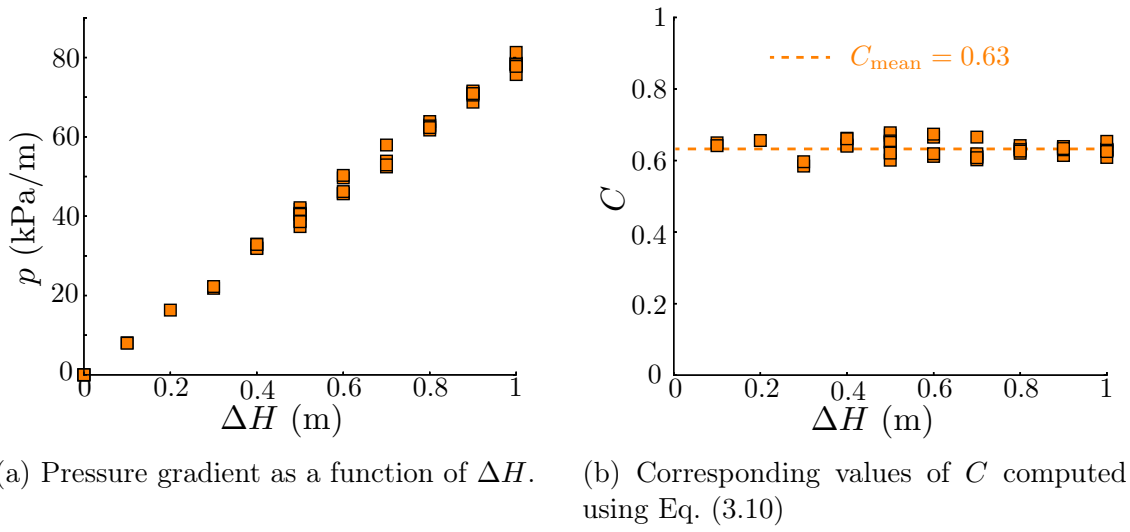 80
60
40
20
0
p (kPa/m)
0 0.2 0.4 0.6 0.8 1
ΔH (m)
1
0.8
0.6
0.4
0.2
0
C
C_mean = 0.63
0 0.2 0.4 0.6 0.8 1
ΔH (m)
a) Pressure gradient as a function of ΔH.
(b) Corresponding values of C computed
using Eq. (3.10)